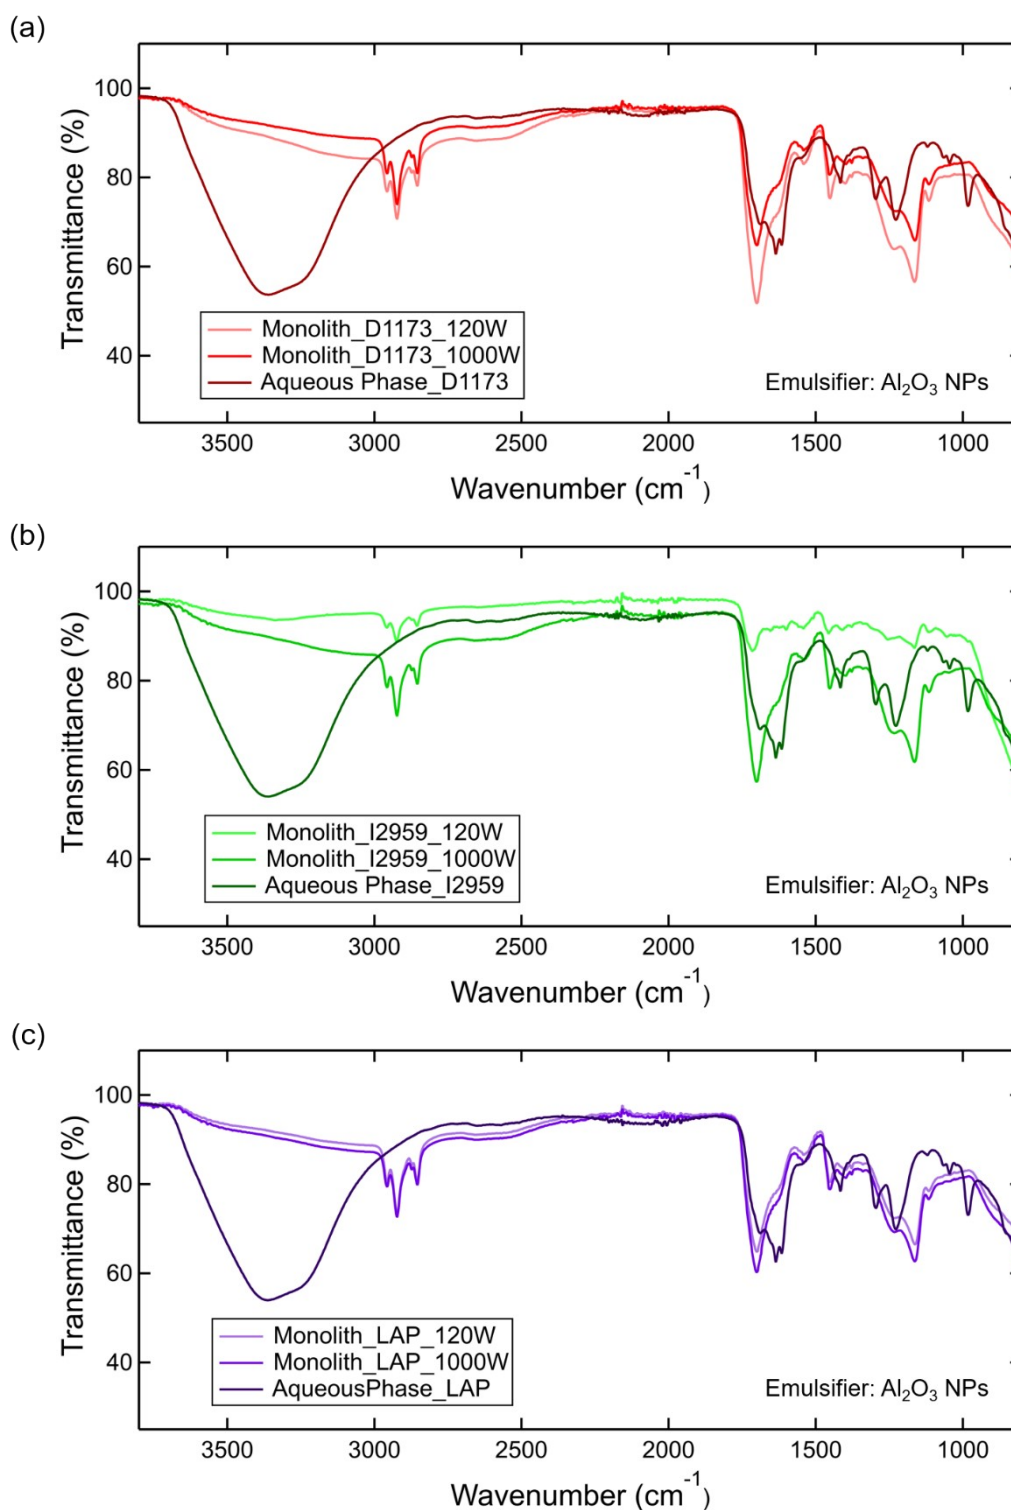 (a)
100
80
60
40
Transmittance (%)
Monolith_D1173_120W
Monolith_D1173_1000W
Aqueous Phase_D1173
Emulsifier: Al₂O₃ NPs
3500 3000 2500 2000 1500 1000
Wavenumber (cm⁻¹)
(b)
100
80
60
40
Transmittance (%)
Monolith_I2959_120W
Monolith_I2959_1000W
Aqueous Phase_I2959
Emulsifier: Al₂O₃ NPs
3500 3000 2500 2000 1500 1000
Wavenumber (cm⁻¹)
(c)
100
80
60
40
Transmittance (%)
Monolith_LAP_120W
Monolith_LAP_1000W
AqueousPhase_LAP
Emulsifier: Al₂O₃ NPs
3500 3000 2500 2000 1500 1000
Wavenumber (cm⁻¹)